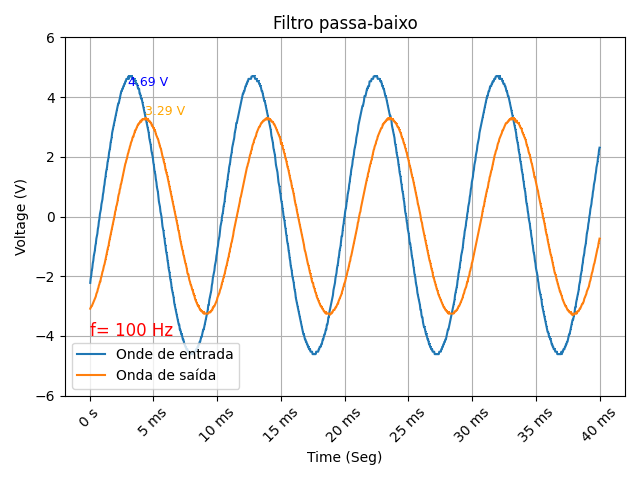 Filtro passa-baixo
6
4
2
0
−2
−4
−6
Voltage (V)
4.69 V
3.29 V
f= 100 Hz
Onde de entrada
Onda de saída
0 s
5 ms
10 ms
15 ms
20 ms
25 ms
30 ms
35 ms
40 ms
Time (Seg)